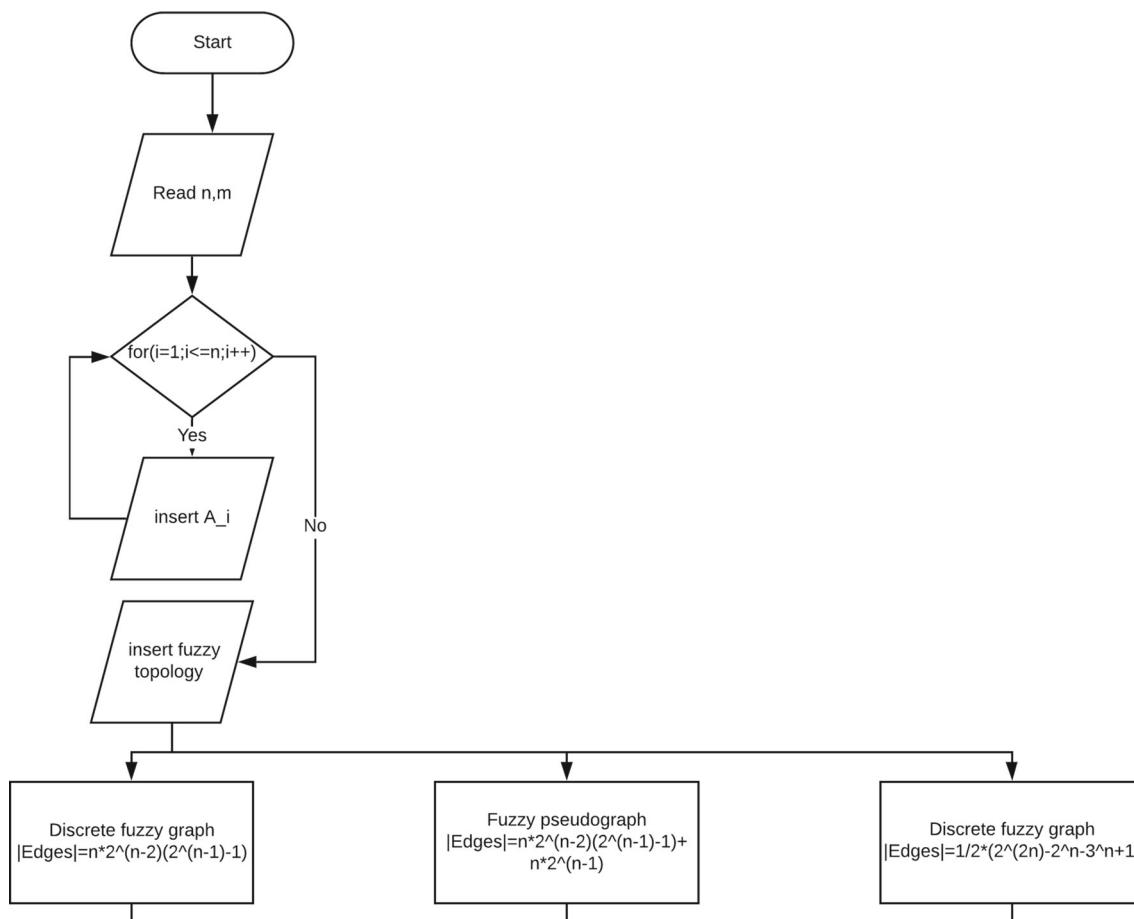 Start
Read n,m
for(i=1;i<=n;i++)
Yes
insert A_i
No
insert fuzzy
topology
Discrete fuzzy graph
|Edges|=n*2^(n-2)(2^(n-1)-1)
Fuzzy pseudograph
|Edges|=n*2^(n-2)(2^(n-1)-1)+
n*2^(n-1)
Discrete fuzzy graph
|Edges|=1/2*(2^(2n)-2^n-3^n+1